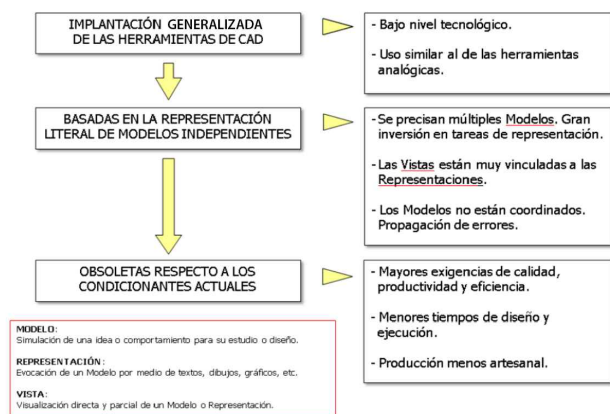 IMPLANTACIÓN GENERALIZADA
DE LAS HERRAMIENTAS DE CAD
- Bajo nivel tecnológico.
- Uso similar al de las herramientas
analógicas.
BASADAS EN LA REPRESENTACIÓN
LITERAL DE MODELOS INDEPENDIENTES
- Se precisan múltiples Modelos. Gran
inversión en tareas de representación.
- Las Vistas están muy vinculadas a las
Representaciones.
- Los Modelos no están coordinados.
Propagación de errores.
OBSOLETAS RESPECTO A LOS
CONDICIONANTES ACTUALES
- Mayores exigencias de calidad,
productividad y eficiencia.
- Menores tiempos de diseño y
ejecución.
- Producción menos artesanal.
MODELO:
Simulación de una idea o comportamiento para su estudio o diseño.
REPRESENTACIÓN:
Evocación de un Modelo por medio de textos, dibujos, gráficos, etc.
VISTA:
Visualización directa y parcial de un Modelo o Representación.